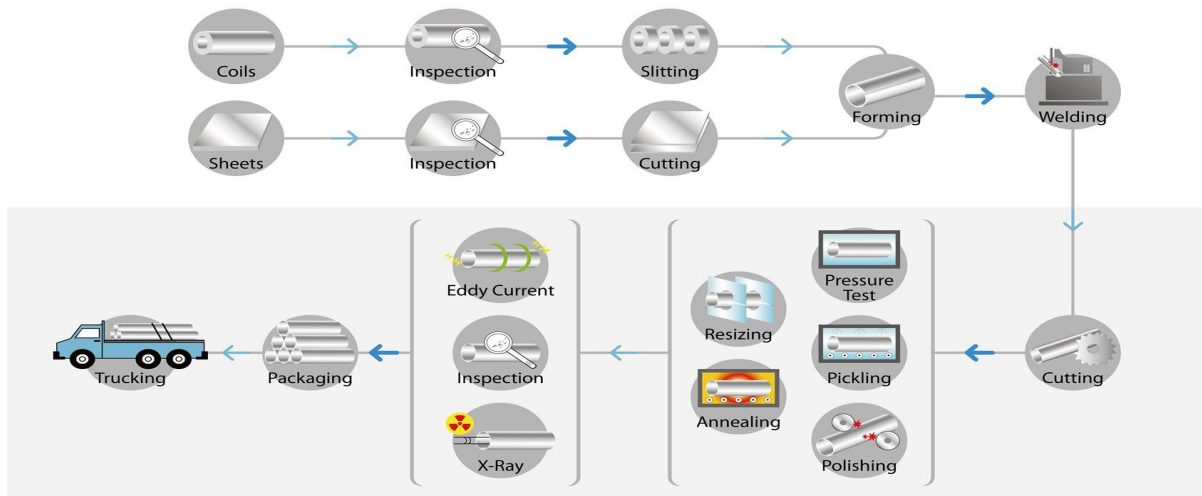 Coils
Inspection
Slitting
Forming
Welding
Sheets
Inspection
Cutting
Cutting
Pressure
Test
Resizing
Pickling
Annealing
Polishing
Eddy Current
Inspection
X-Ray
Packaging
Trucking